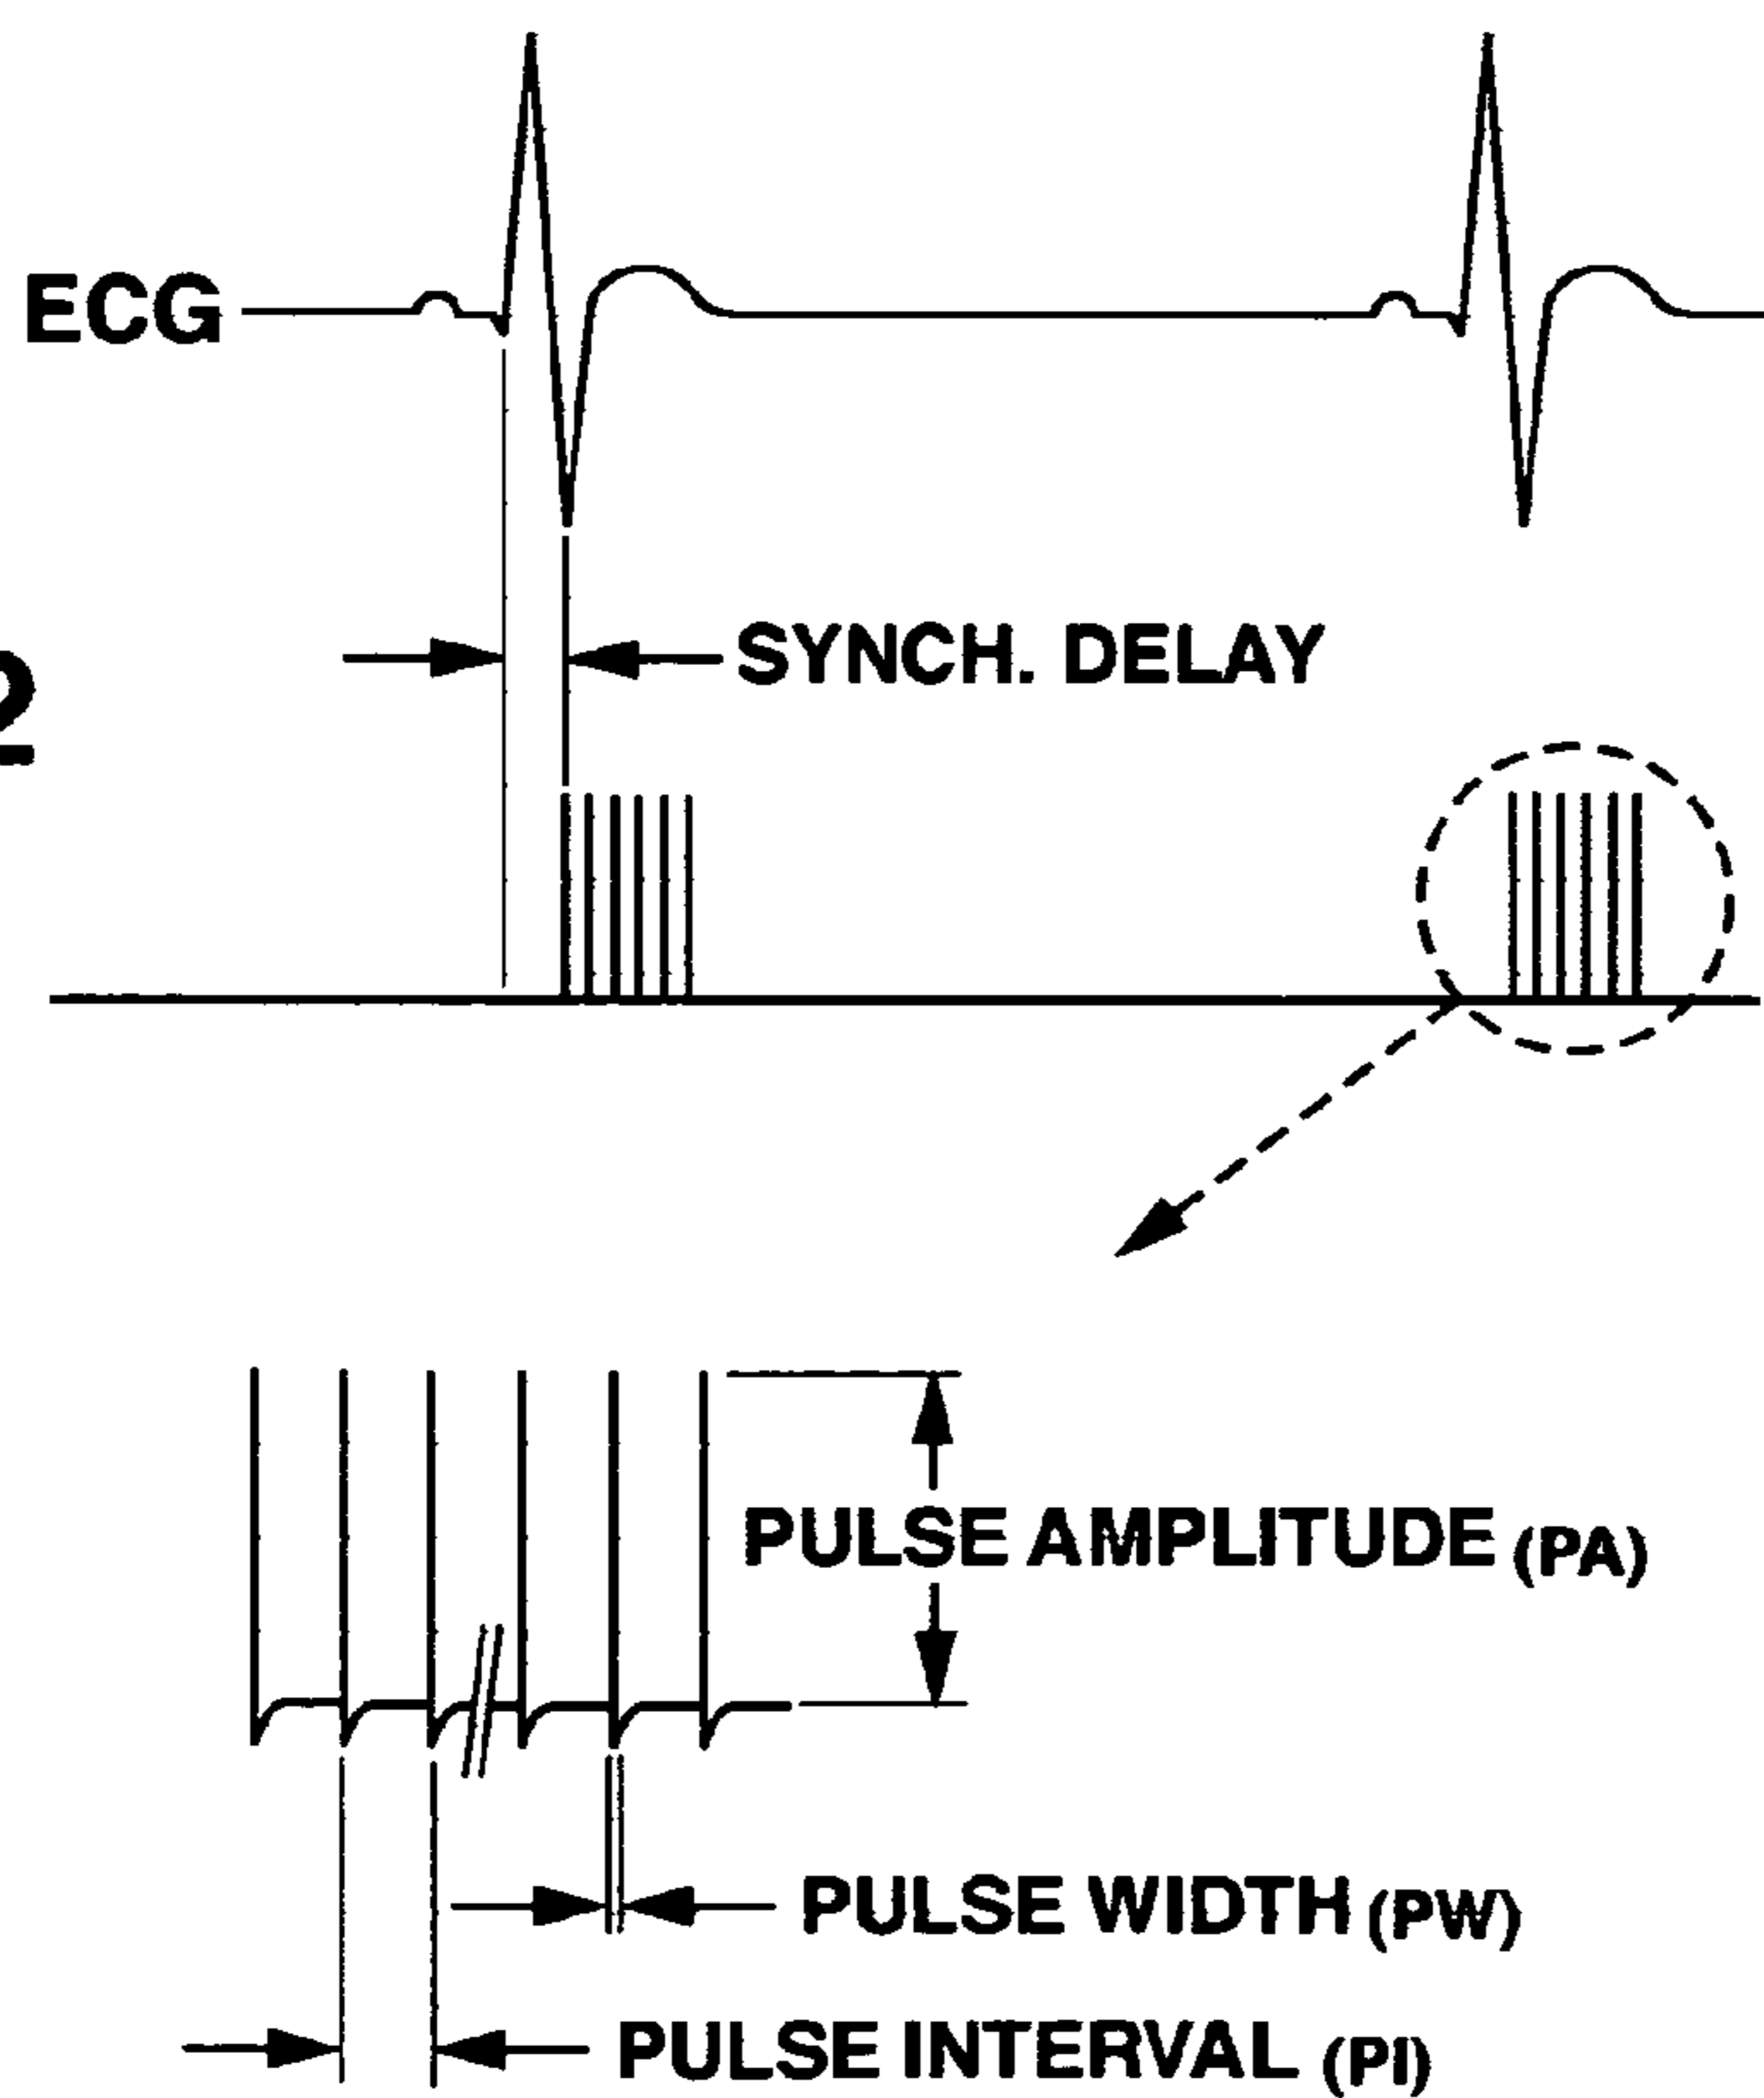 ECG
SYNCH. DELAY
2
PULSE AMPLITUDE (PA)
PULSE WIDTH (PW)
PULSE INTERVAL (PI)